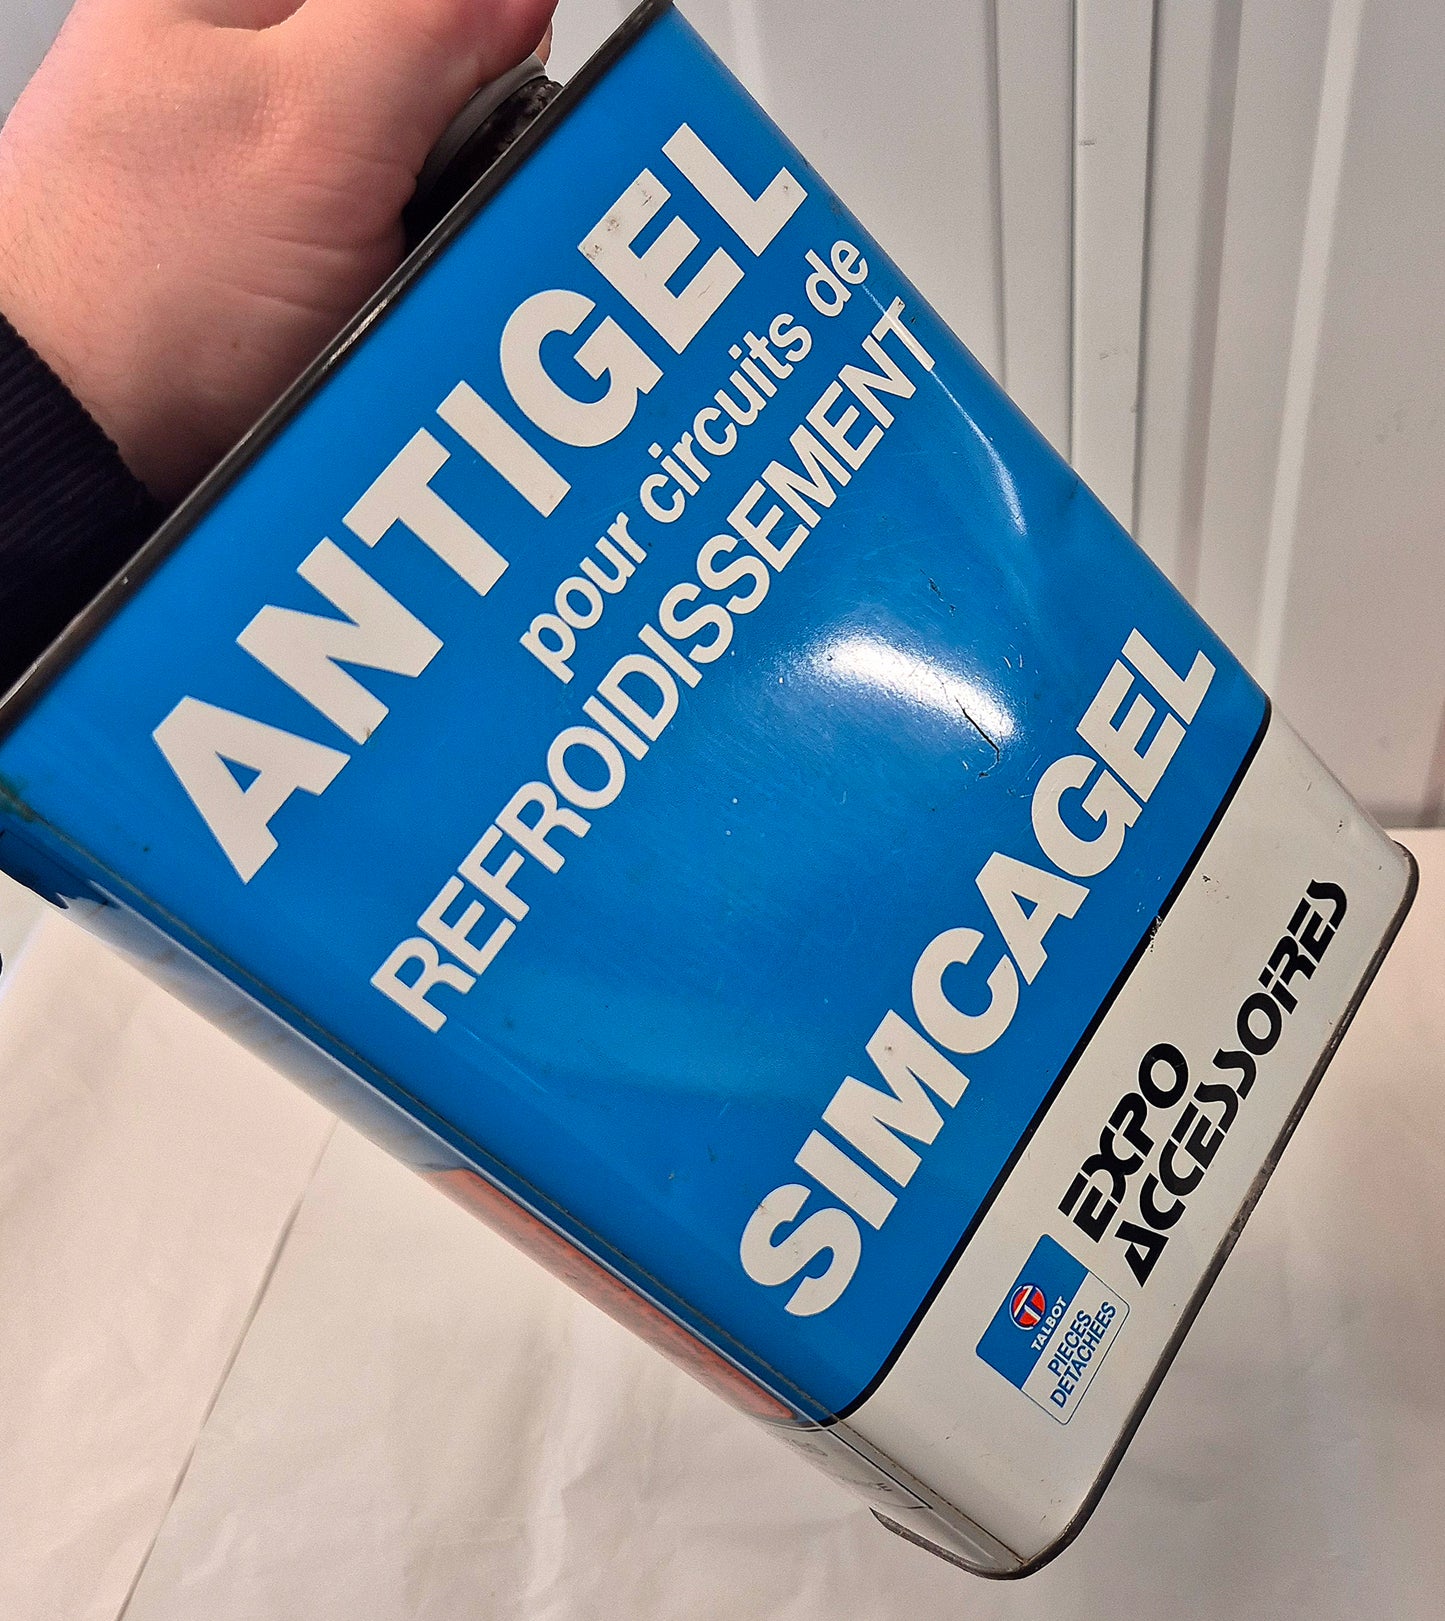 ANTIGEL
pour circuits de
REFROIDISSEMENT
SIMCAGEL
EXPO
ACCESSOIRES
TALBOT
PIECES
DETACHEES